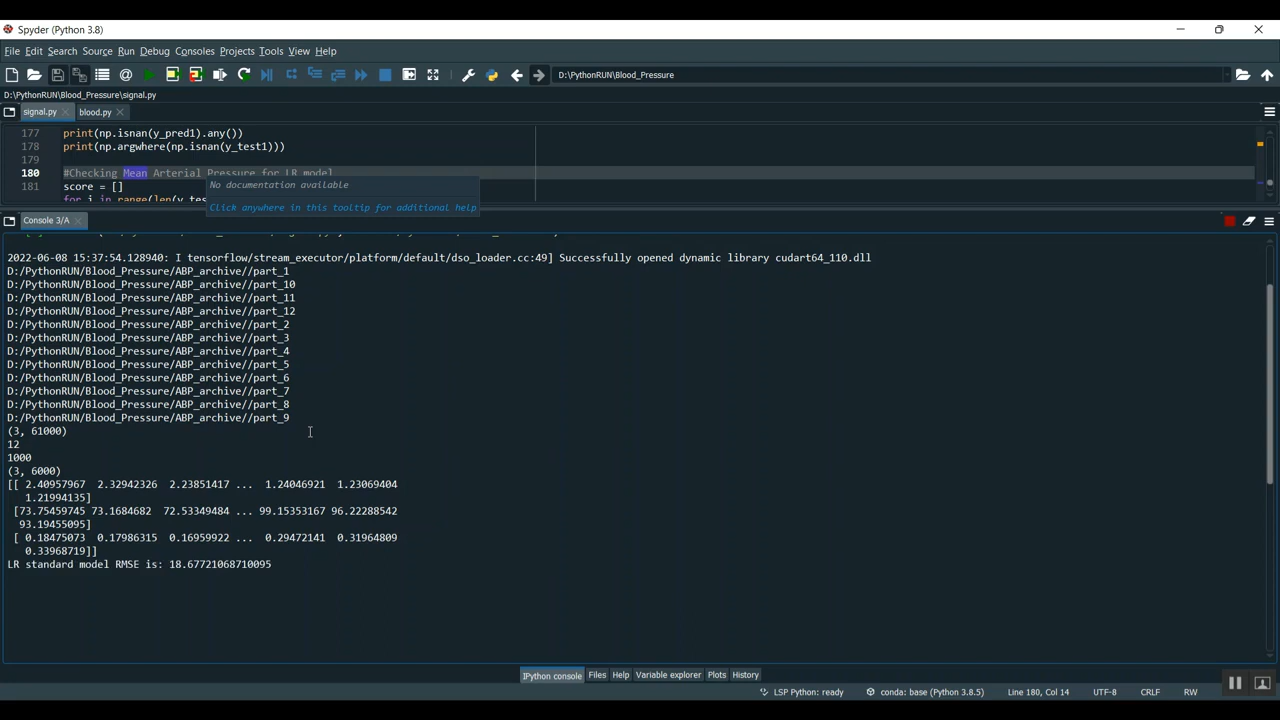 Spyder (Python 3.8)
File Edit Search Source Run Debug Consoles Projects Tools View Help
D:\PythonRUN\Blood_Pressure
D:\PythonRUN\Blood_Pressure\signal.py
signal.py blood.py
177 print(np.isnan(y_pred1).any())
178 print(np.argwhere(np.isnan(y_test1)))
179
180 #Checking Mean Arterial Pressure for LR model
181 score = []
for i in range(len(y_tes
No documentation available
Click anywhere in this tooltip for additional help
Console 3/A
2022-06-08 15:37:54.128940: I tensorflow/stream_executor/platform/default/dso_loader.cc:49] Successfully opened dynamic library cudart64_110.dll
D:/PythonRUN/Blood_Pressure/ABP_archive//part_1
D:/PythonRUN/Blood_Pressure/ABP_archive//part_10
D:/PythonRUN/Blood_Pressure/ABP_archive//part_11
D:/PythonRUN/Blood_Pressure/ABP_archive//part_12
D:/PythonRUN/Blood_Pressure/ABP_archive//part_2
D:/PythonRUN/Blood_Pressure/ABP_archive//part_3
D:/PythonRUN/Blood_Pressure/ABP_archive//part_4
D:/PythonRUN/Blood_Pressure/ABP_archive//part_5
D:/PythonRUN/Blood_Pressure/ABP_archive//part_6
D:/PythonRUN/Blood_Pressure/ABP_archive//part_7
D:/PythonRUN/Blood_Pressure/ABP_archive//part_8
D:/PythonRUN/Blood_Pressure/ABP_archive//part_9
(3, 61000)
12
1000
(3, 6000)
[[ 2.40957967 2.32942326 2.23851417 ... 1.24046921 1.23069404
1.21994135]
[73.75459745 73.1684682 72.53349484 ... 99.15353167 96.22288542
93.19455095]
[ 0.18475073 0.17986315 0.16959922 ... 0.29472141 0.31964809
0.33968719]]
LR standard model RMSE is: 18.67721068710095
IPython console Files Help Variable explorer Plots History
LSP Python: ready conda: base (Python 3.8.5) Line 180, Col 14 UTF-8 CRLF RW